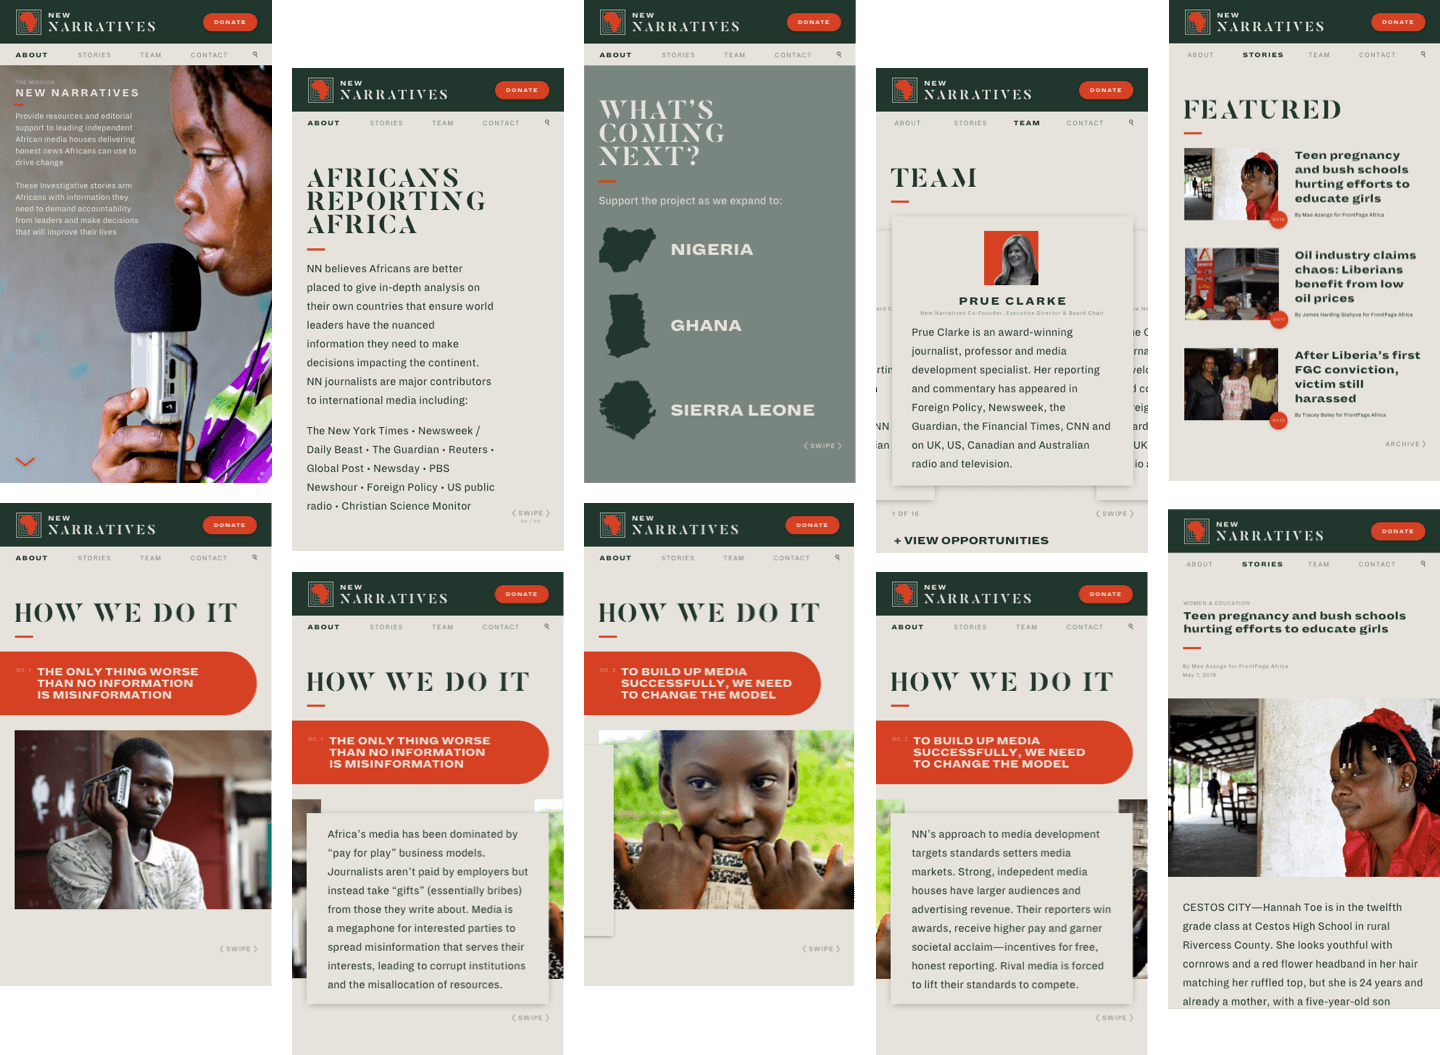 NEW
NARRATIVES
DONATE
ABOUT STORIES TEAM CONTACT
THE MISSION
NEW NARRATIVES
Provide resources and editorial
support to leading independent
African media houses delivering
honest news Africans can use to
drive change
These Investigative stories arm
Africans with information they
need to demand accountability
from leaders and make decisions
that will improve their lives
NEW
NARRATIVES
DONATE
ABOUT STORIES TEAM CONTACT
AFRICANS
REPORTING
AFRICA
NN believes Africans are better
placed to give in-depth analysis on
their own countries that ensure world
leaders have the nuanced
information they need to make
decisions impacting the continent.
NN journalists are major contributors
to international media including:
The New York Times • Newsweek /
Daily Beast • The Guardian • Reuters •
Global Post • Newsday • PBS
Newshour • Foreign Policy • US public
radio • Christian Science Monitor
SWIPE
NEW
NARRATIVES
DONATE
ABOUT STORIES TEAM CONTACT
WHAT'S
COMING
NEXT?
Support the project as we expand to:
NIGERIA
GHANA
SIERRA LEONE
SWIPE
NEW
NARRATIVES
DONATE
ABOUT STORIES TEAM CONTACT
TEAM
PRUE CLARKE
New Narratives Co-Founder, Executive Director & Board Chair
Prue Clarke is an award-winning
journalist, professor and media
development specialist. Her reporting
and commentary has appeared in
Foreign Policy, Newsweek, the
Guardian, the Financial Times, CNN and
on UK, US, Canadian and Australian
radio and television.
1 OF 16
SWIPE
+ VIEW OPPORTUNITIES
NEW
NARRATIVES
DONATE
ABOUT STORIES TEAM CONTACT
FEATURED
Teen pregnancy
and bush schools
hurting efforts to
educate girls
By Mae Azango for FrontPage Africa
Oil industry claims
chaos: Liberians
benefit from low
oil prices
By James Harding Giahyue for FrontPage Africa
After Liberia's first
FGC conviction,
victim still
harassed
By Tracey Boley for FrontPage Africa
ARCHIVE
NEW
NARRATIVES
DONATE
ABOUT STORIES TEAM CONTACT
HOW WE DO IT
NO. 1
THE ONLY THING WORSE
THAN NO INFORMATION
IS MISINFORMATION
SWIPE
NEW
NARRATIVES
DONATE
ABOUT STORIES TEAM CONTACT
HOW WE DO IT
NO. 1
THE ONLY THING WORSE
THAN NO INFORMATION
IS MISINFORMATION
Africa's media has been dominated by
“pay for play” business models.
Journalists aren't paid by employers but
instead take “gifts” (essentially bribes)
from those they write about. Media is
a megaphone for interested parties to
spread misinformation that serves their
interests, leading to corrupt institutions
and the misallocation of resources.
SWIPE
NEW
NARRATIVES
DONATE
ABOUT STORIES TEAM CONTACT
HOW WE DO IT
NO. 2
TO BUILD UP MEDIA
SUCCESSFULLY, WE NEED
TO CHANGE THE MODEL
SWIPE
NEW
NARRATIVES
DONATE
ABOUT STORIES TEAM CONTACT
HOW WE DO IT
NO. 2
TO BUILD UP MEDIA
SUCCESSFULLY, WE NEED
TO CHANGE THE MODEL
NN's approach to media development
targets standards setters media
markets. Strong, indepedent media
houses have larger audiences and
advertising revenue. Their reporters win
awards, receive higher pay and garner
societal acclaim—incentives for free,
honest reporting. Rival media is forced
to lift their standards to compete.
SWIPE
NEW
NARRATIVES
DONATE
ABOUT STORIES TEAM CONTACT
WOMEN & EDUCATION
Teen pregnancy and bush schools
hurting efforts to educate girls
By Mae Azango for FrontPage Africa
May 7, 2018
CESTOS CITY—Hannah Toe is in the twelfth
grade class at Cestos High School in rural
Rivercess County. She looks youthful with
cornrows and a red flower headband in her hair
matching her ruffled top, but she is 24 years and
already a mother, with a five-year-old son